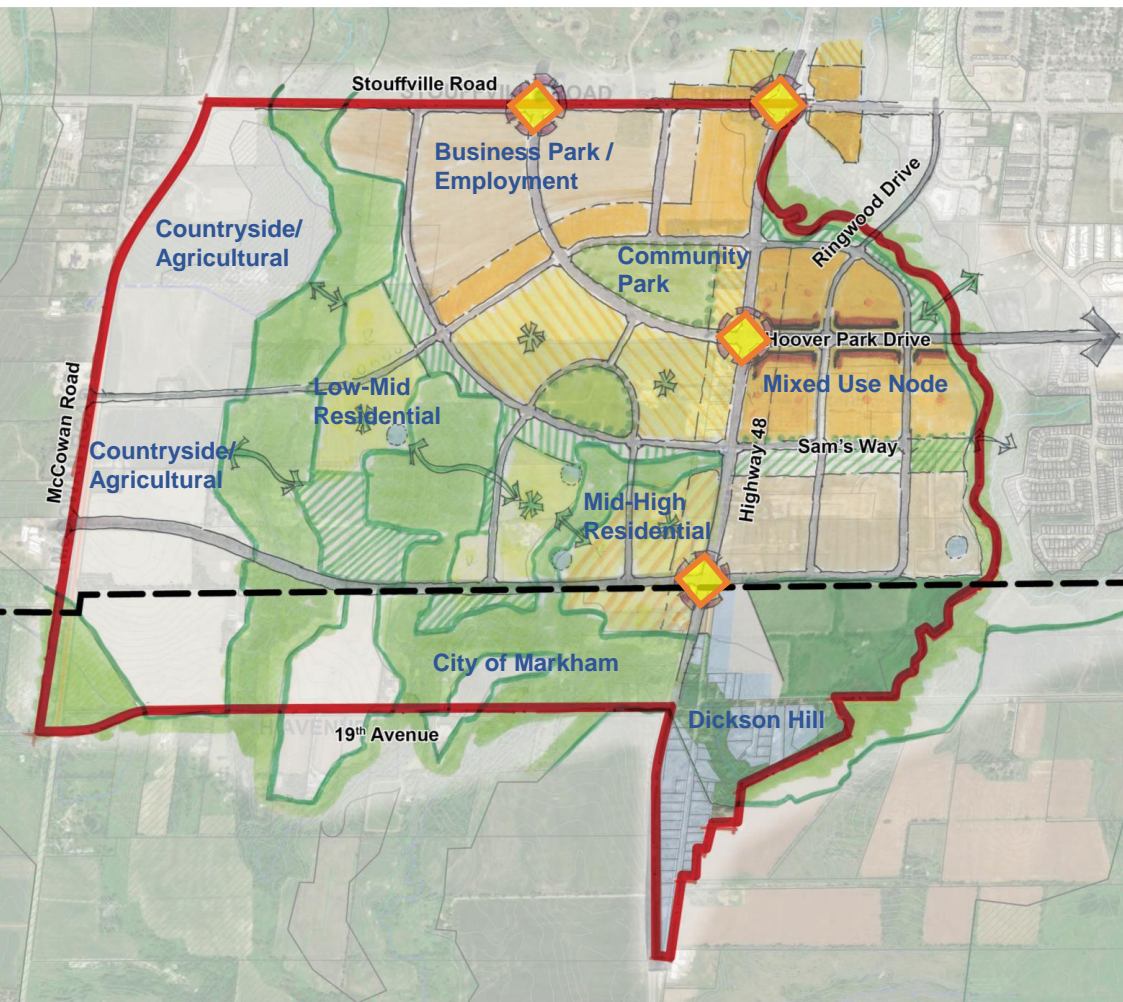 Stouffville Road
STOUFFVILLE ROAD
Business Park /
Employment
Ringwood Drive
Countryside/
Agricultural
Community
Park
Hoover Park Drive
Low-Mid
Residential
Mixed Use Node
McCowan Road
Countryside/
Agricultural
Sam's Way
Highway 48
Mid-High
Residential
City of Markham
Dickson Hill
19th Avenue